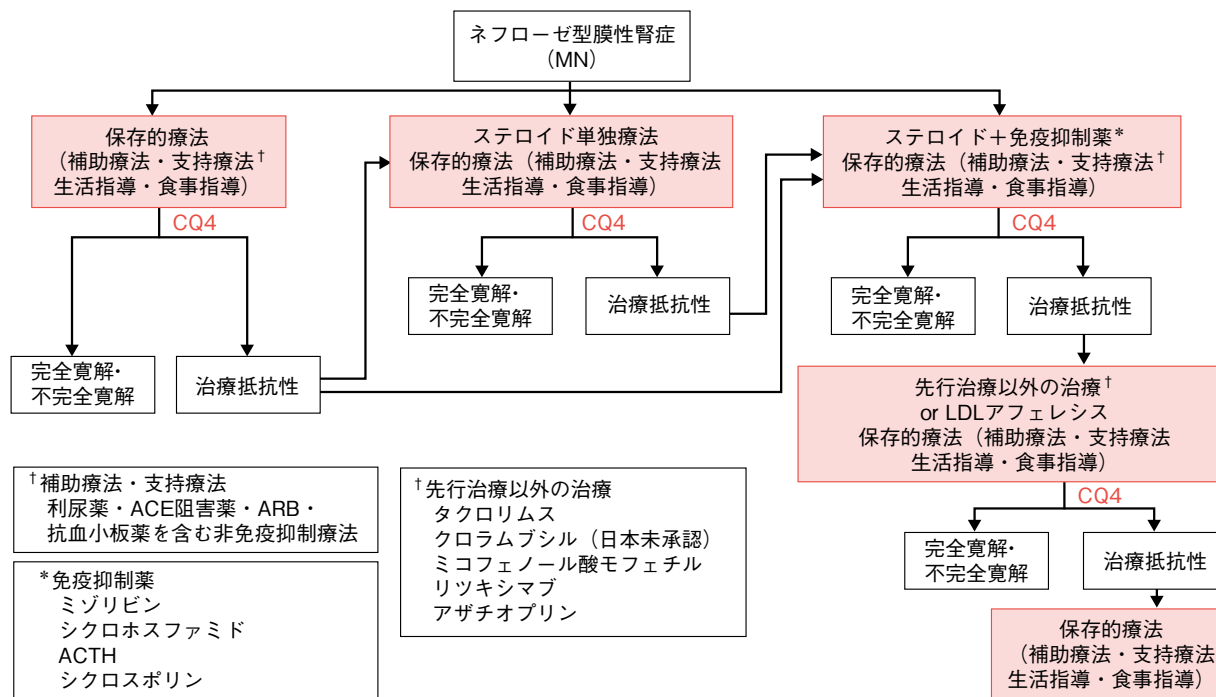 ネフローゼ型膜性腎症
（MN）
保存的療法
（補助療法・支持療法†
生活指導・食事指導）
ステロイド単独療法
保存的療法（補助療法・支持療法
生活指導・食事指導）
ステロイド＋免疫抑制薬*
保存的療法（補助療法・支持療法†
生活指導・食事指導）
CQ4
CQ4
CQ4
完全寛解・
不完全寛解
治療抵抗性
完全寛解・
不完全寛解
治療抵抗性
完全寛解・
不完全寛解
治療抵抗性
先行治療以外の治療†
or LDLアフェレシス
保存的療法（補助療法・支持療法
生活指導・食事指導）
CQ4
完全寛解・
不完全寛解
治療抵抗性
保存的療法
（補助療法・支持療法
生活指導・食事指導）
†補助療法・支持療法
利尿薬・ACE阻害薬・ARB・
抗血小板薬を含む非免疫抑制療法
*免疫抑制薬
ミゾリビン
シクロホスファミド
ACTH
シクロスポリン
†先行治療以外の治療
タクロリムス
クロラムブシル（日本未承認）
ミコフェノール酸モフェチル
リツキシマブ
アザチオプリン